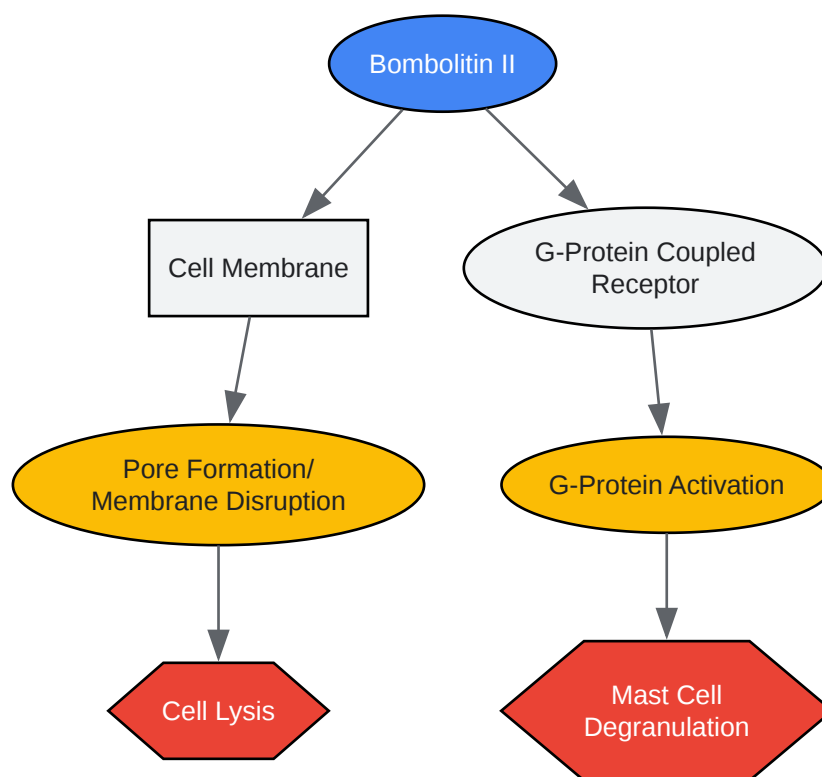 Bombolitin II
Cell Membrane
G-Protein Coupled
Receptor
Pore Formation/
Membrane Disruption
G-Protein Activation
Cell Lysis
Mast Cell
Degranulation